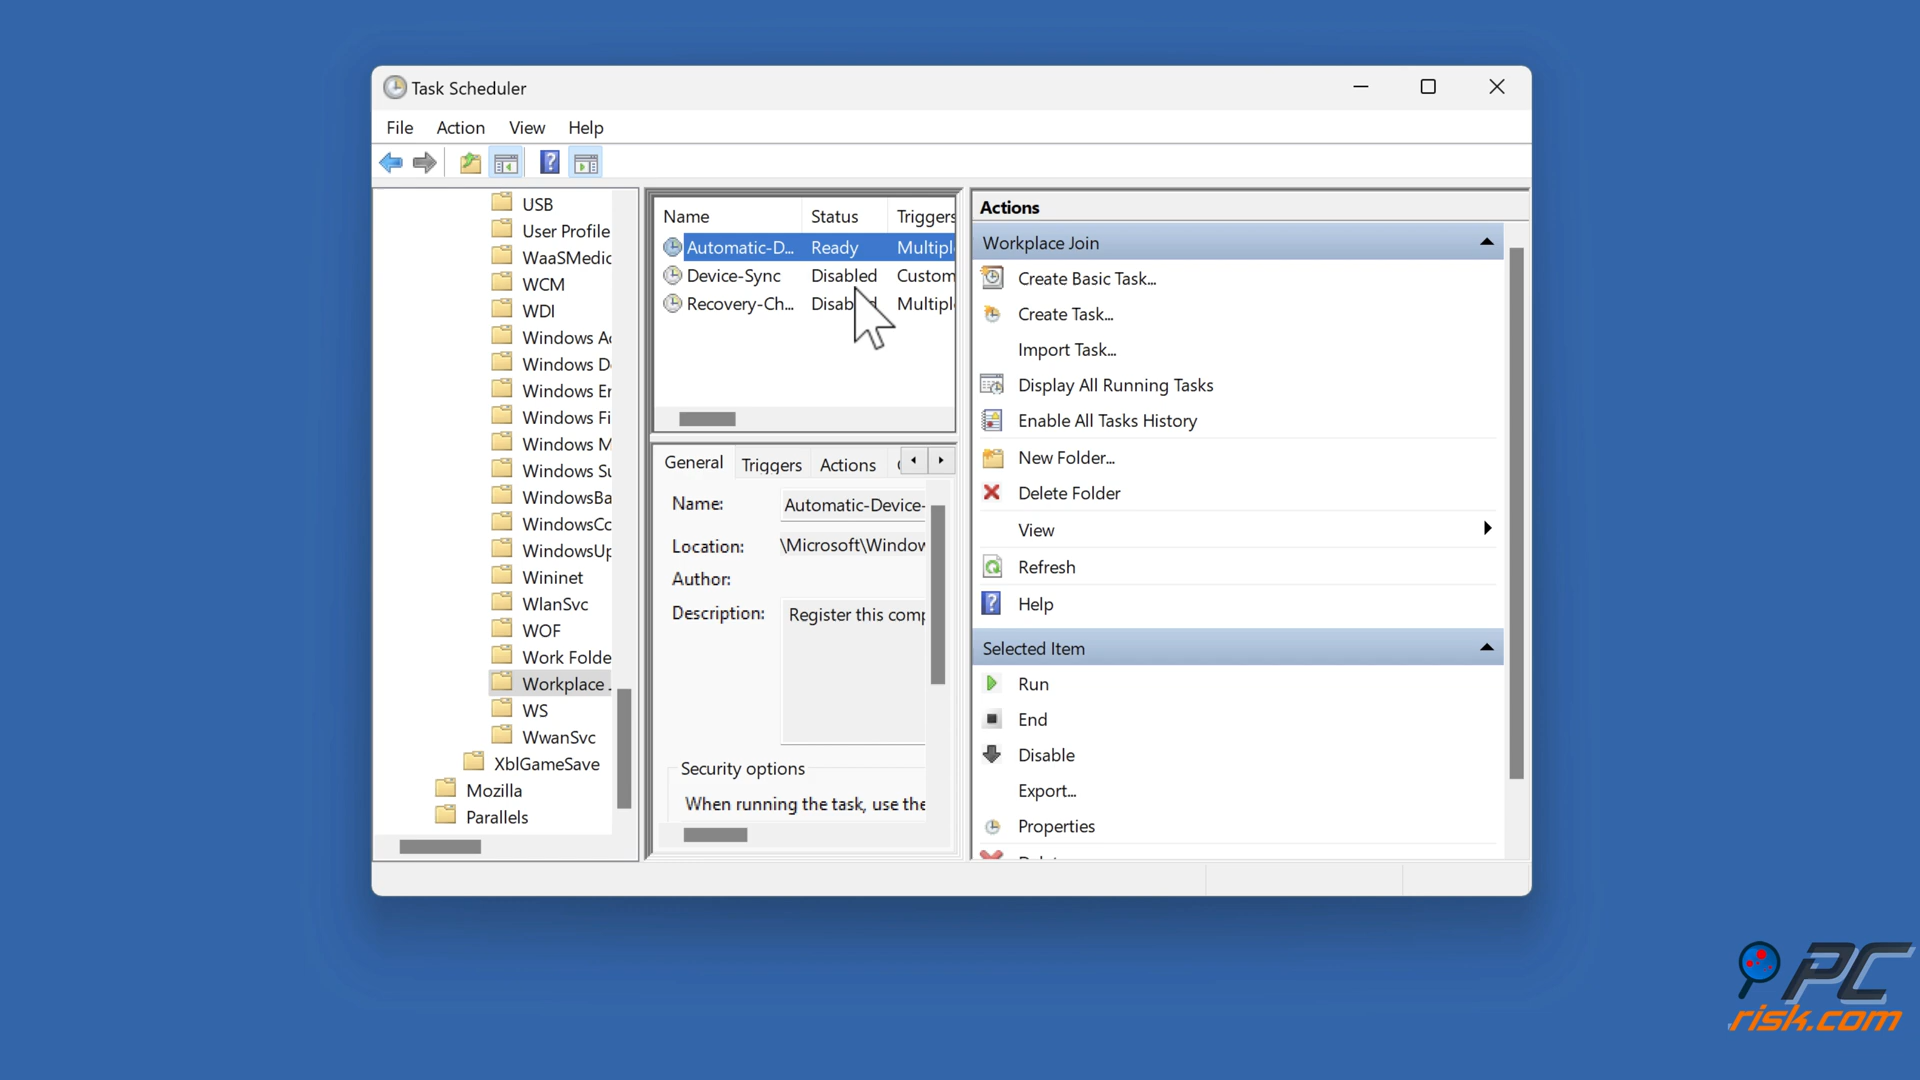 Task Scheduler
File Action View Help
USB
User Profile
WaaSMedic
WCM
WDI
Windows Ac
Windows D
Windows Er
Windows Fi
Windows M
Windows Su
WindowsBa
WindowsCo
WindowsUp
Wininet
WlanSvc
WOF
Work Folde
Workplace
WS
WwanSvc
XblGameSave
Mozilla
Parallels
Name Status Triggers
Automatic-D... Ready Multipl
Device-Sync Disabled Custom
Recovery-Ch... Disabled Multipl
General Triggers Actions
Name: Automatic-Device-
Location: \Microsoft\Window
Author:
Description: Register this comp
Security options
When running the task, use the
Actions
Workplace Join
Create Basic Task...
Create Task...
Import Task...
Display All Running Tasks
Enable All Tasks History
New Folder...
Delete Folder
View
Refresh
Help
Selected Item
Run
End
Disable
Export...
Properties
PC
risk.com